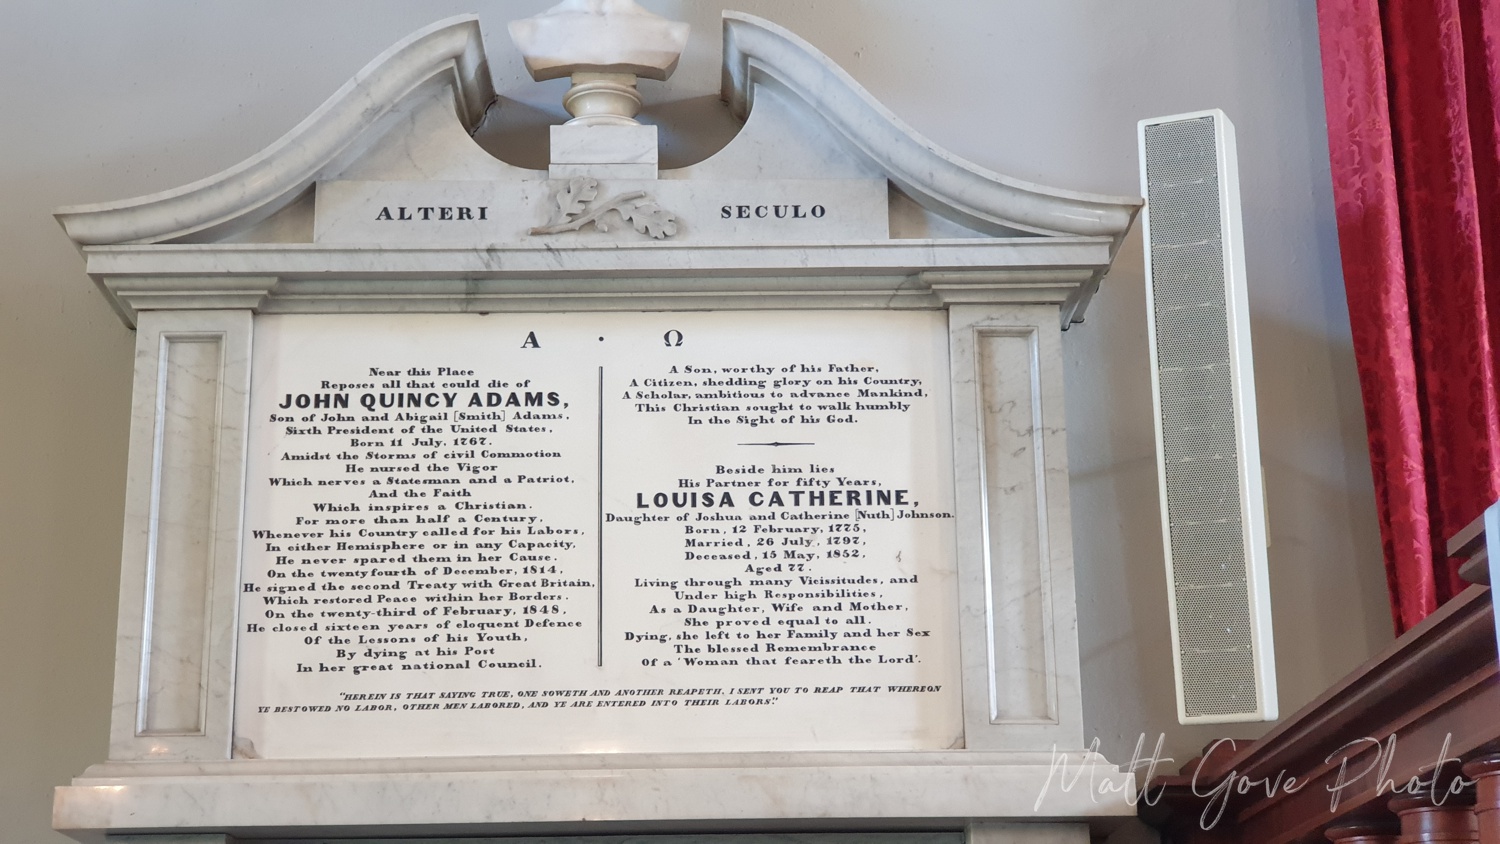 ALTERI SECULO
Α · Ω
Near this Place
Reposes all that could die of
JOHN QUINCY ADAMS,
Son of John and Abigail [Smith] Adams,
Sixth President of the United States,
Born 11 July, 1767.
Amidst the Storms of civil Commotion
He nursed the Vigor
Which nerves a Statesman and a Patriot,
And the Faith
Which inspires a Christian.
For more than half a Century,
Whenever his Country called for his Labors,
In either Hemisphere or in any Capacity,
He never spared them in her Cause.
On the twenty fourth of December, 1814,
He signed the second Treaty with Great Britain,
Which restored Peace within her Borders.
On the twenty-third of February, 1848,
He closed sixteen years of eloquent Defence
Of the Lessons of his Youth,
By dying at his Post
In her great national Council.
A Son, worthy of his Father,
A Citizen, shedding glory on his Country,
A Scholar, ambitious to advance Mankind,
This Christian sought to walk humbly
In the Sight of his God.
Beside him lies
His Partner for fifty Years,
LOUISA CATHERINE,
Daughter of Joshua and Catherine [Nuth] Johnson.
Born, 12 February, 1775,
Married, 26 July, 1797,
Deceased, 15 May, 1852,
Aged 77.
Living through many Vicissitudes, and
Under high Responsibilities,
As a Daughter, Wife and Mother,
She proved equal to all.
Dying, she left to her Family and her Sex
The blessed Remembrance
Of a 'Woman that feareth the Lord'.
"HEREIN IS THAT SAYING TRUE, ONE SOWETH AND ANOTHER REAPETH. I SENT YOU TO REAP THAT WHEREON
YE BESTOWED NO LABOR, OTHER MEN LABORED, AND YE ARE ENTERED INTO THEIR LABORS."
Matt Gove Photo